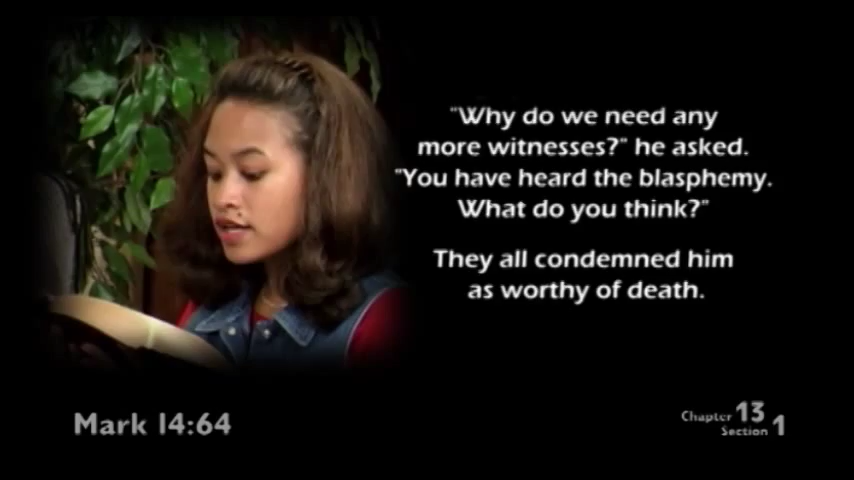 "Why do we need any
more witnesses?" he asked.
"You have heard the blasphemy.
What do you think?"
They all condemned him
as worthy of death.
Mark 14:64
Chapter 13
Section 1